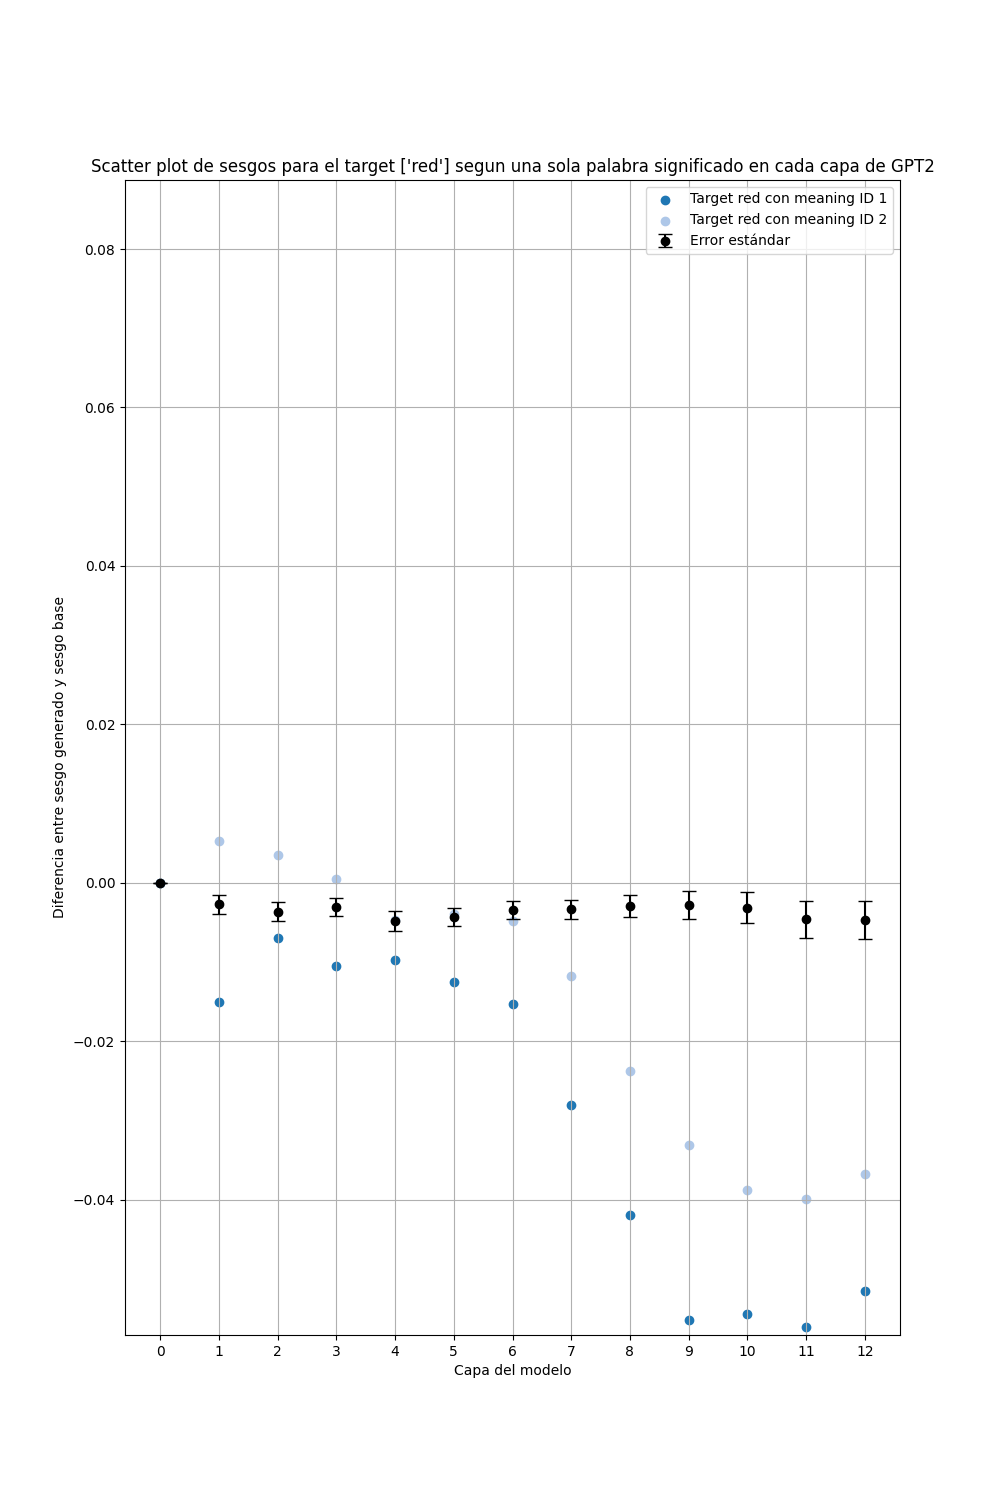 Scatter plot de sesgos para el target ['red'] segun una sola palabra significado en cada capa de GPT2
Target red con meaning ID 1
Target red con meaning ID 2
Error estándar
0.08
0.06
0.04
0.02
0.00
−0.02
−0.04
Diferencia entre sesgo generado y sesgo base
0 1 2 3 4 5 6 7 8 9 10 11 12
Capa del modelo